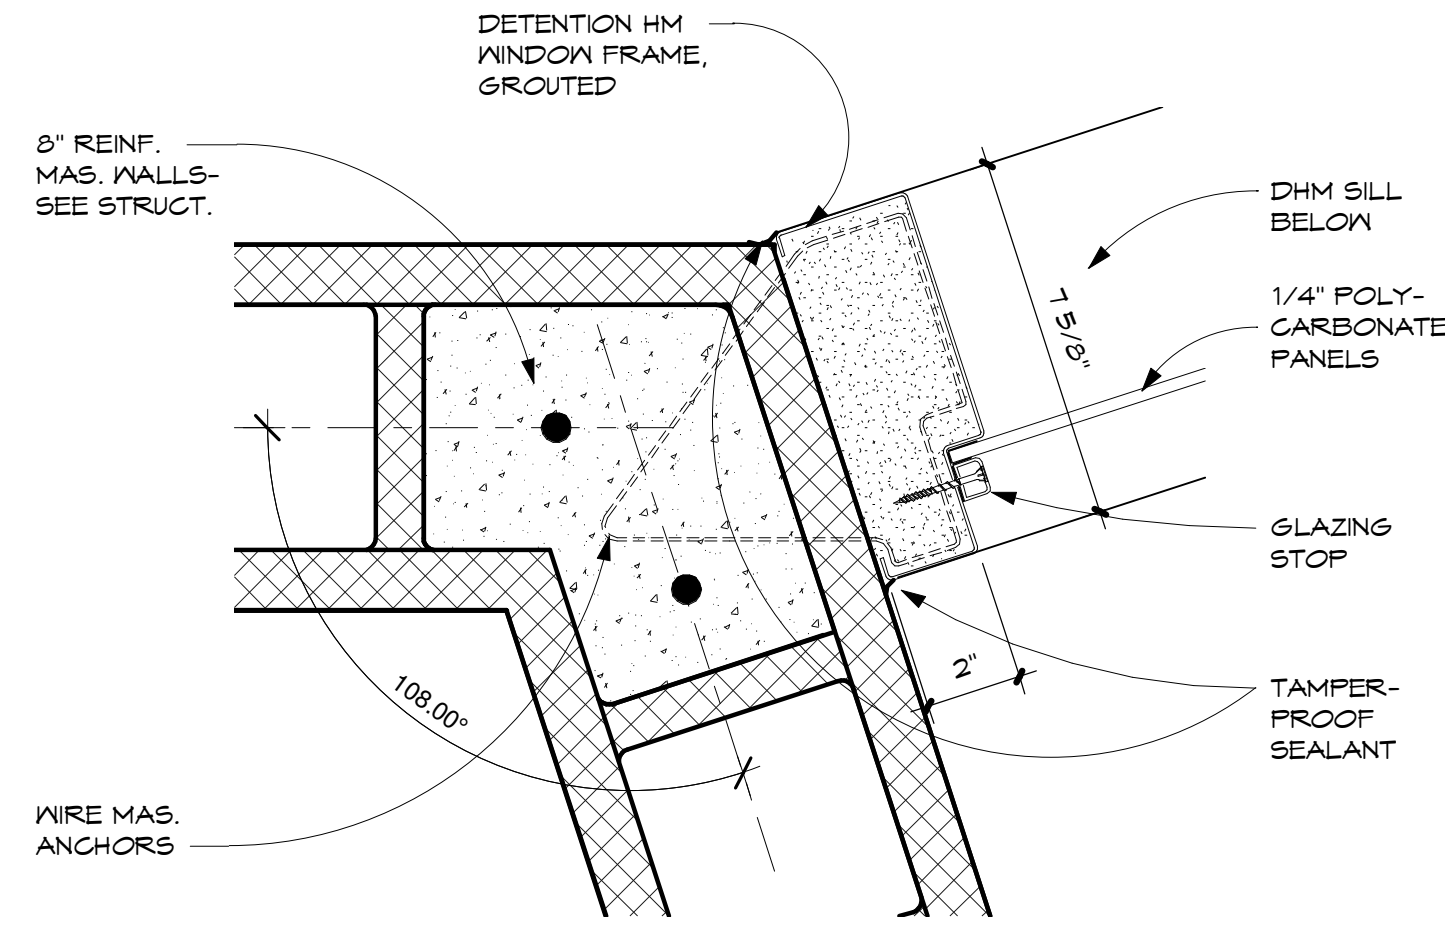 DETENTION HM
WINDOW FRAME,
GROUTED
8" REINF.
MAS. WALLS-
SEE STRUCT.
DHM SILL
BELOW
1/4" POLY-
CARBONATE
PANELS
7 5/8"
GLAZING
STOP
2"
TAMPER-
PROOF
SEALANT
108.00°
WIRE MAS.
ANCHORS